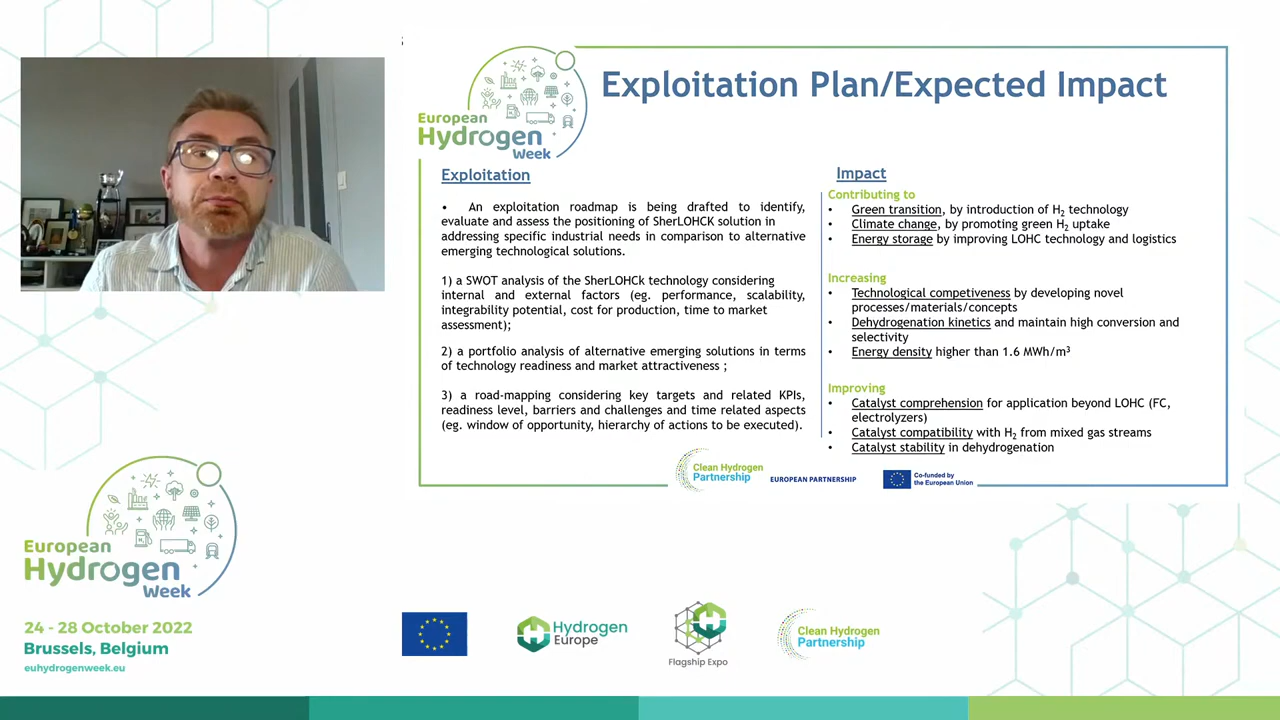 Exploitation Plan/Expected Impact
European
Hydrogen
Week
Exploitation
• An exploitation roadmap is being drafted to identify,
evaluate and assess the positioning of SherLOHCK solution in
addressing specific industrial needs in comparison to alternative
emerging technological solutions.
1) a SWOT analysis of the SherLOHCk technology considering
internal and external factors (eg. performance, scalability,
integrability potential, cost for production, time to market
assessment);
2) a portfolio analysis of alternative emerging solutions in terms
of technology readiness and market attractiveness ;
3) a road-mapping considering key targets and related KPIs,
readiness level, barriers and challenges and time related aspects
(eg. window of opportunity, hierarchy of actions to be executed).
Impact
Contributing to
• Green transition, by introduction of H₂ technology
• Climate change, by promoting green H₂ uptake
• Energy storage by improving LOHC technology and logistics
Increasing
• Technological competiveness by developing novel
processes/materials/concepts
• Dehydrogenation kinetics and maintain high conversion and
selectivity
• Energy density higher than 1.6 MWh/m³
Improving
• Catalyst comprehension for application beyond LOHC (FC,
electrolyzers)
• Catalyst compatibility with H₂ from mixed gas streams
• Catalyst stability in dehydrogenation
Clean Hydrogen
Partnership
EUROPEAN PARTNERSHIP
Co-funded by
the European Union
European
Hydrogen
Week
24 - 28 October 2022
Brussels, Belgium
euhydrogenweek.eu
Hydrogen
Europe
Flagship Expo
Clean Hydrogen
Partnership